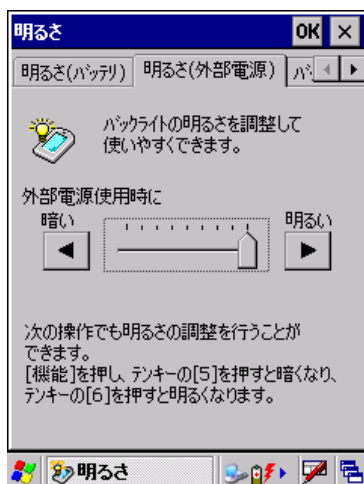 明るさ OK ×
明るさ(バッテリ) 明るさ(外部電源) バ
バックライトの明るさを調整して
使いやすくできます。
外部電源使用時に
暗い 明るい
次の操作でも明るさの調整を行うことが
できます。
[機能]を押し、テンキーの[5]を押すと暗くなり、
テンキーの[6]を押すと明るくなります。
明るさ